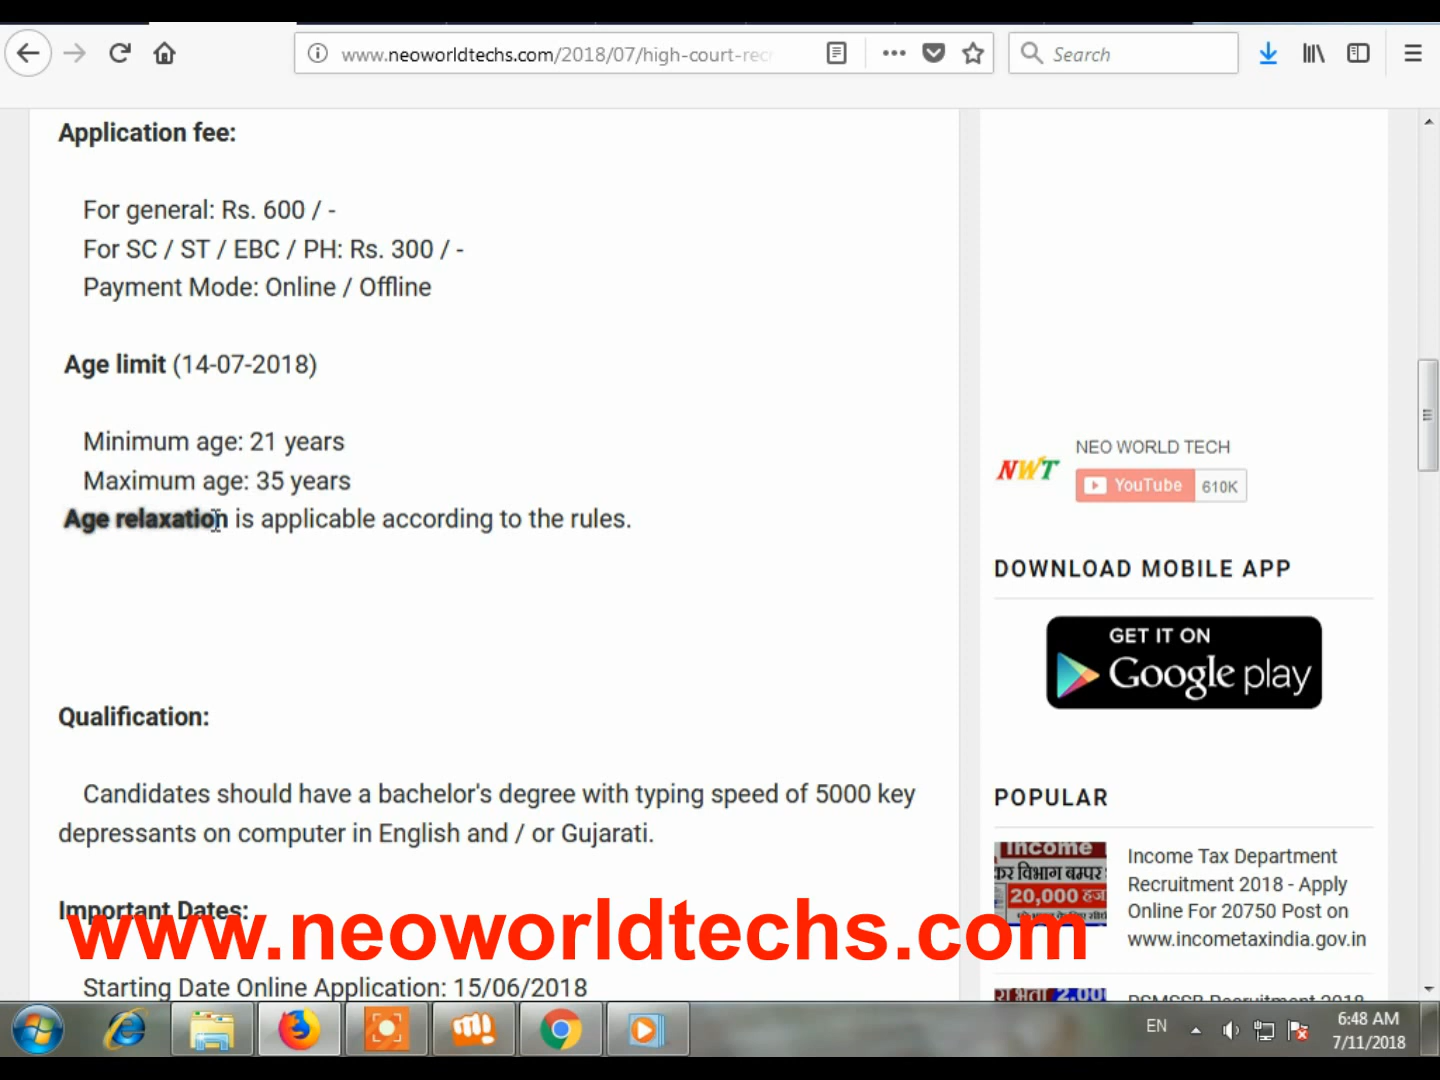 www.neoworldtechs.com/2018/07/high-court-rec
Search
Application fee:
For general: Rs. 600 / -
For SC / ST / EBC / PH: Rs. 300 / -
Payment Mode: Online / Offline
Age limit (14-07-2018)
Minimum age: 21 years
Maximum age: 35 years
Age relaxation is applicable according to the rules.
Qualification:
Candidates should have a bachelor's degree with typing speed of 5000 key
depressants on computer in English and / or Gujarati.
Important Dates:
www.neoworldtechs.com
Starting Date Online Application: 15/06/2018
NWT
NEO WORLD TECH
YouTube 610K
DOWNLOAD MOBILE APP
GET IT ON
Google play
POPULAR
Income
कर विभाग बम्पर
20,000
Income Tax Department
Recruitment 2018 - Apply
Online For 20750 Post on
www.incometaxindia.gov.in
EN
6:48 AM
7/11/2018